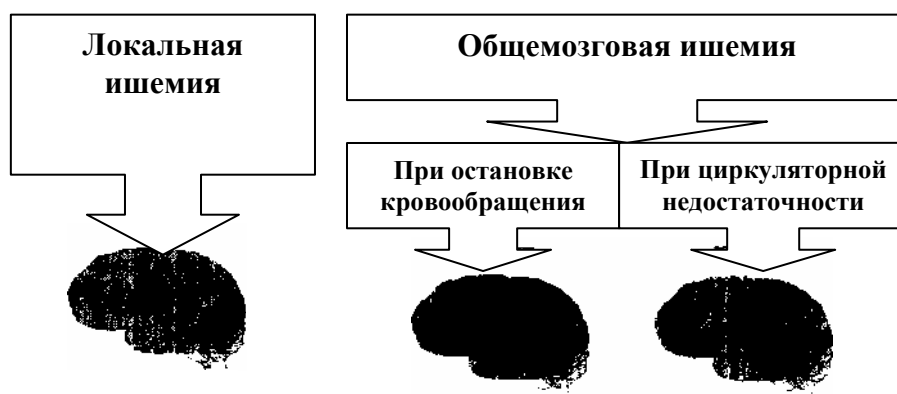 Локальная
ишемия
Общемозговая ишемия
При остановке
кровообращения
При циркуляторной
недостаточности